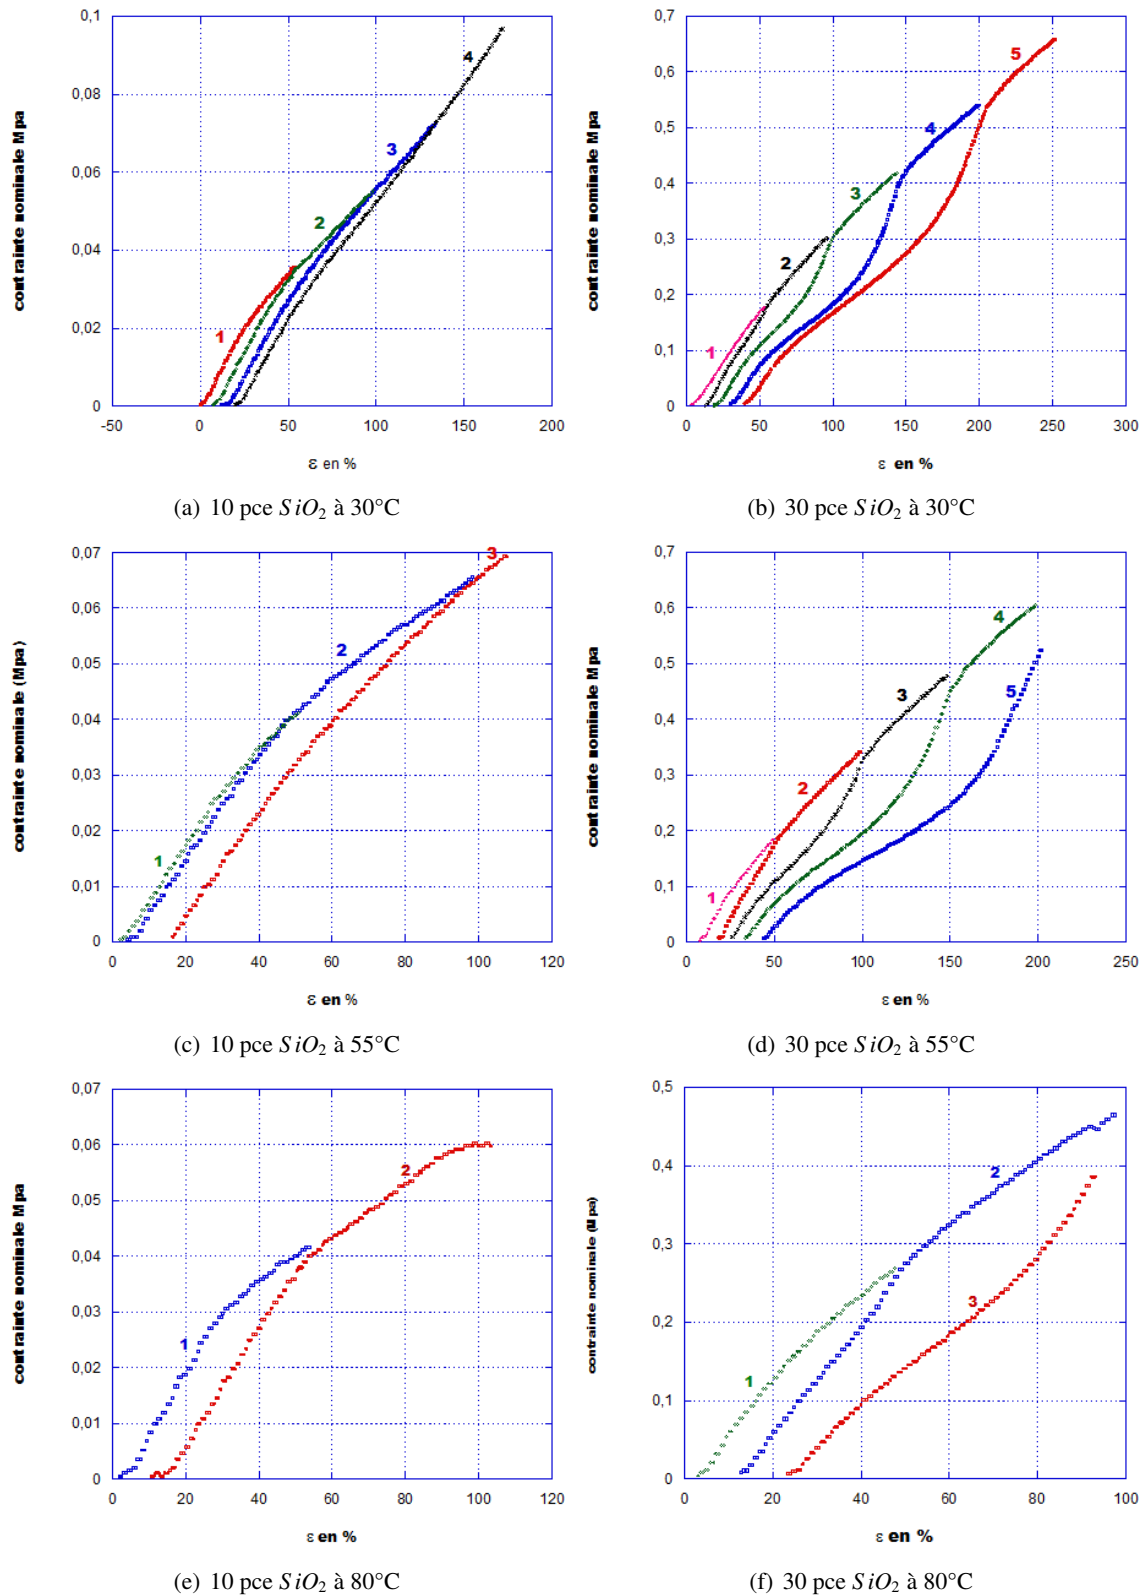 0,1
0,08
0,06
0,04
0,02
0
contrainte nominale Mpa
1
2
3
4
-50 0 50 100 150 200
ε en %
(a) 10 pce SiO2 à 30°C
0,7
0,6
0,5
0,4
0,3
0,2
0,1
0
contrainte nominale Mpa
1
2
3
4
5
0 50 100 150 200 250 300
ε en %
(b) 30 pce SiO2 à 30°C
0,07
0,06
0,05
0,04
0,03
0,02
0,01
0
contrainte nominale (Mpa)
1
2
3
0 20 40 60 80 100 120
ε en %
(c) 10 pce SiO2 à 55°C
0,7
0,6
0,5
0,4
0,3
0,2
0,1
0
contrainte nominale Mpa
1
2
3
4
5
0 50 100 150 200 250
ε en %
(d) 30 pce SiO2 à 55°C
0,07
0,06
0,05
0,04
0,03
0,02
0,01
0
contrainte nominale Mpa
1
2
0 20 40 60 80 100 120
ε en %
(e) 10 pce SiO2 à 80°C
0,5
0,4
0,3
0,2
0,1
0
contrainte nominale (Mpa)
1
2
3
0 20 40 60 80 100
ε en %
(f) 30 pce SiO2 à 80°C